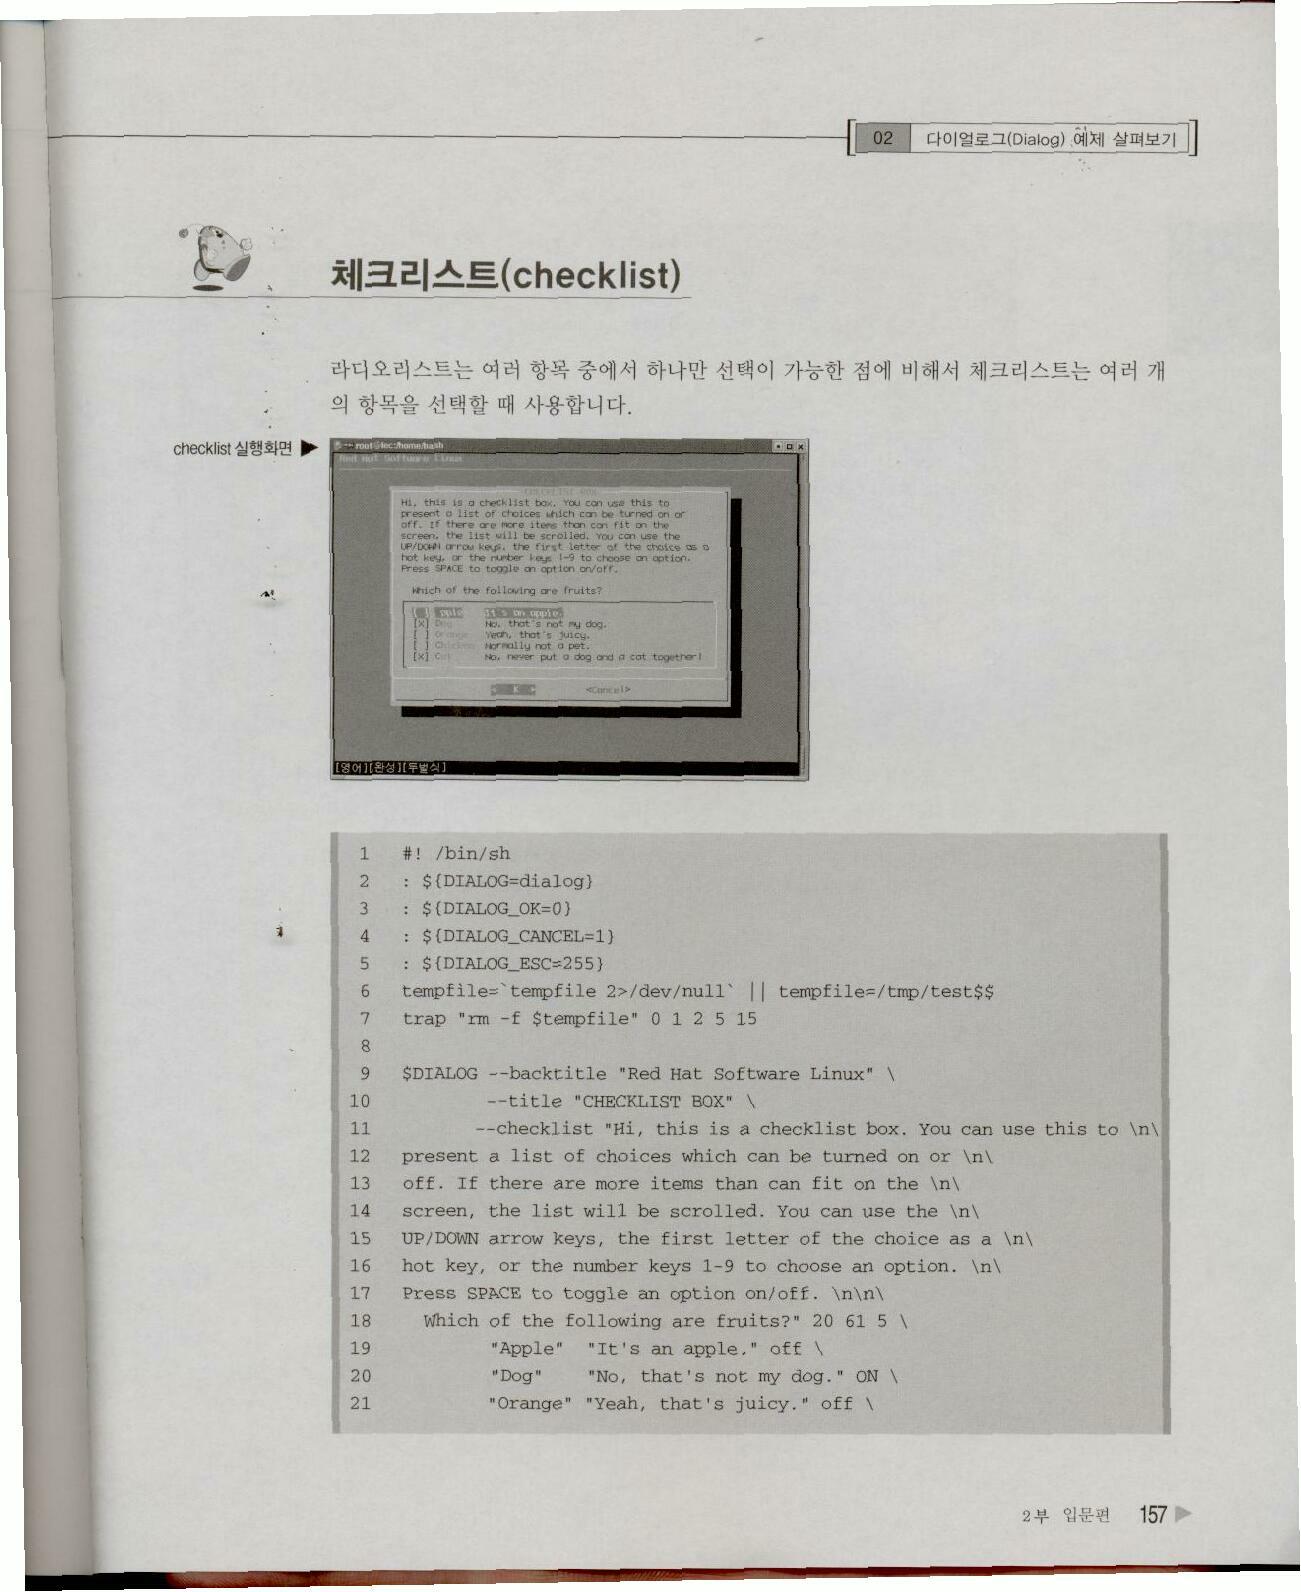 02 다이얼로그(Dialog) 예제 살펴보기
체크리스트(checklist)
라디오리스트는 여러 항목 중에서 하나만 선택이 가능한 점에 비해서 체크리스트는 여러 개
의 항목을 선택할 때 사용합니다.
checklist 실행화면 ▶
root@lec:/home/bash
Red Hat Software Linux
CHECKLIST BOX
Hi, this is a checklist box. You can use this to
present a list of choices which can be turned on or
off. If there are more items than can fit on the
screen, the list will be scrolled. You can use the
UP/DOWN arrow keys, the first letter of the choice as a
hot key, or the number keys 1-9 to choose an option.
Press SPACE to toggle an option on/off.
Which of the following are fruits?
[ ] pple It's an apple.
[X] Dog No, that's not my dog.
[ ] Orange Yeah, that's juicy.
[ ] Chicken Normally not a pet.
[X] Cat No, never put a dog and a cat together!
< K > <Cancel>
[영어][완성][두벌식]
1 #! /bin/sh
2 : ${DIALOG=dialog}
3 : ${DIALOG_OK=0}
4 : ${DIALOG_CANCEL=1}
5 : ${DIALOG_ESC=255}
6 tempfile=`tempfile 2>/dev/null` || tempfile=/tmp/test$$
7 trap "rm -f $tempfile" 0 1 2 5 15
8
9 $DIALOG --backtitle "Red Hat Software Linux" \
10 --title "CHECKLIST BOX" \
11 --checklist "Hi, this is a checklist box. You can use this to \n\
12 present a list of choices which can be turned on or \n\
13 off. If there are more items than can fit on the \n\
14 screen, the list will be scrolled. You can use the \n\
15 UP/DOWN arrow keys, the first letter of the choice as a \n\
16 hot key, or the number keys 1-9 to choose an option. \n\
17 Press SPACE to toggle an option on/off. \n\n\
18 Which of the following are fruits?" 20 61 5 \
19 "Apple" "It's an apple." off \
20 "Dog" "No, that's not my dog." ON \
21 "Orange" "Yeah, that's juicy." off \
2부 입문편 157 ▶